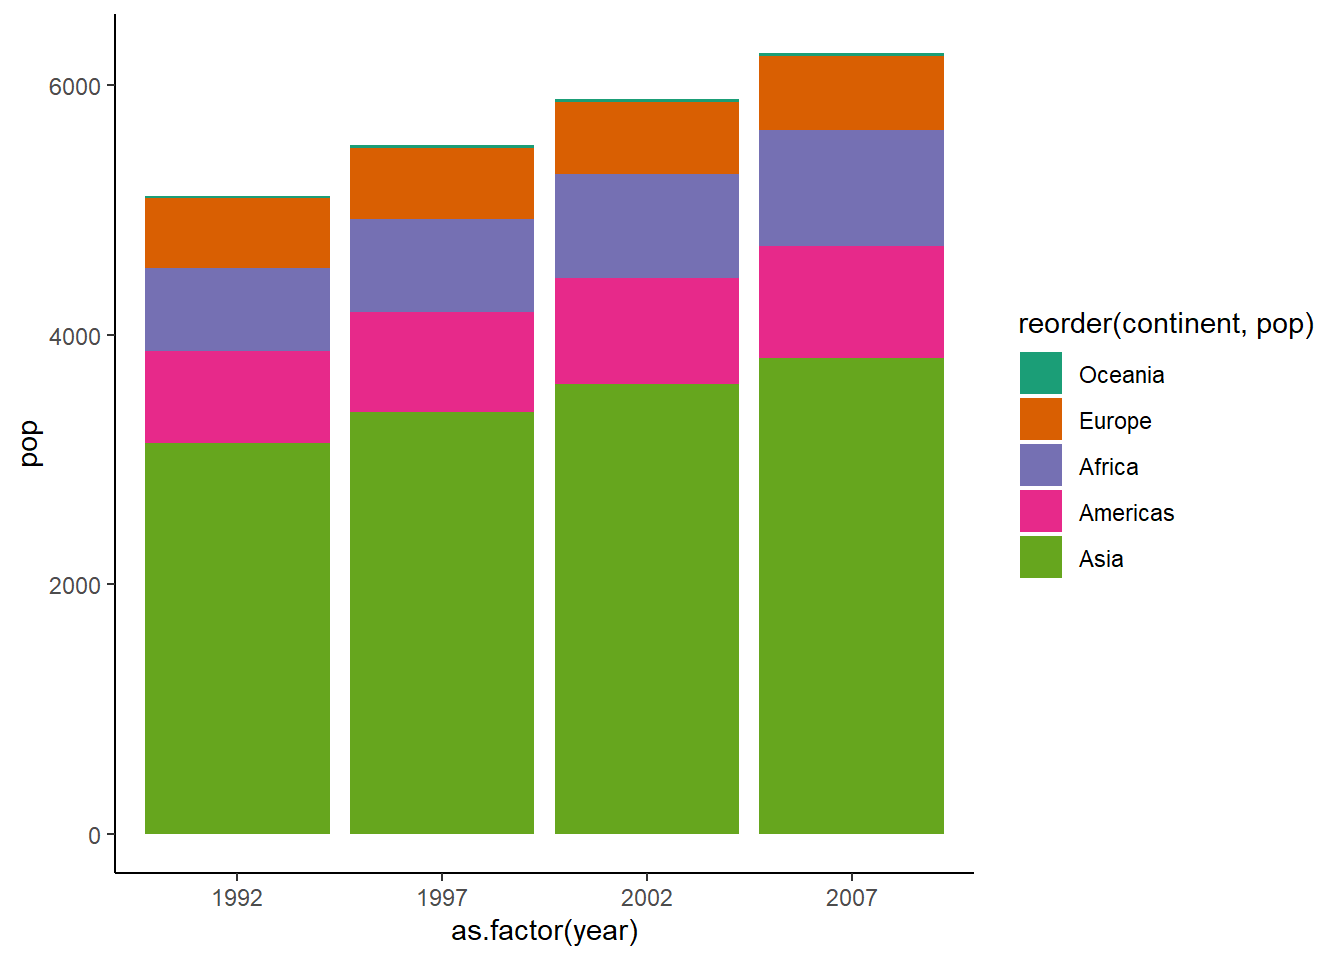 6000
4000
2000
0
pop
1992 1997 2002 2007
as.factor(year)
reorder(continent, pop)
Oceania
Europe
Africa
Americas
Asia